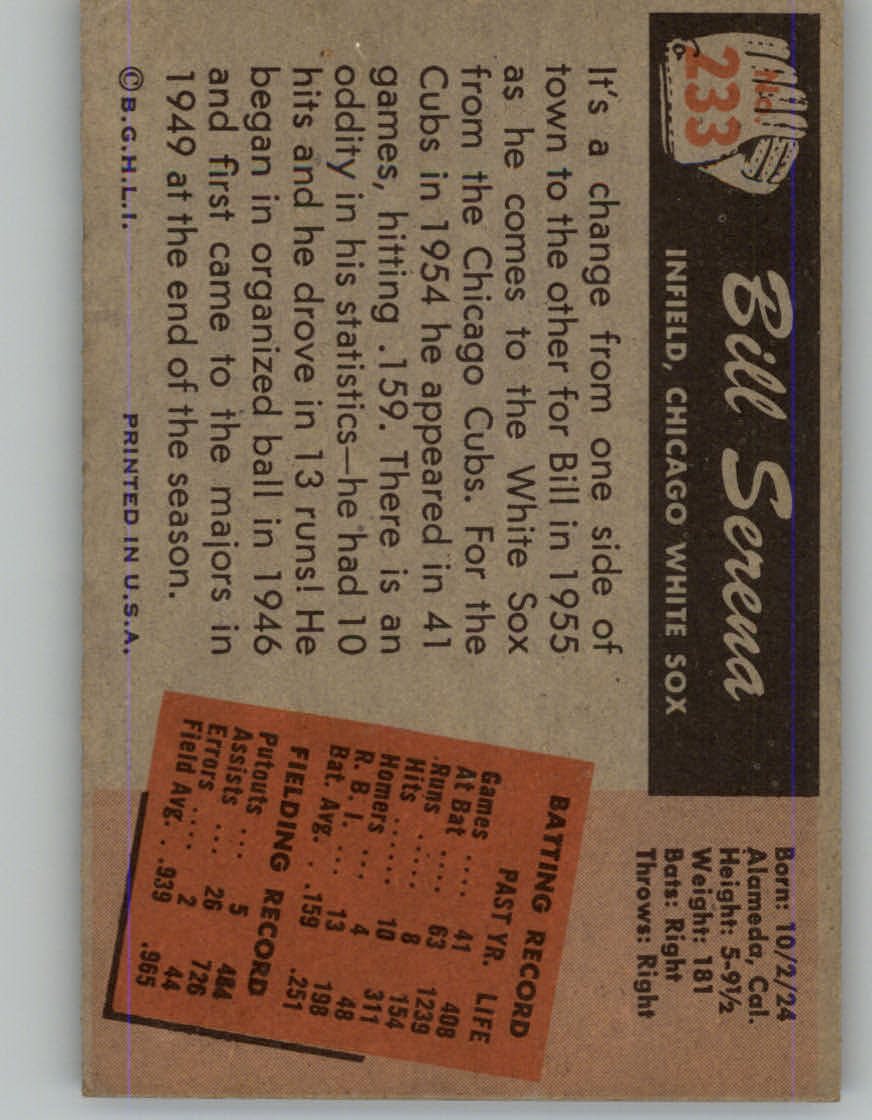 No.
233
Bill Serena
INFIELD, CHICAGO WHITE SOX
Born: 10/2/24
Alameda, Cal.
Height: 5-9½
Weight: 181
Bats: Right
Throws: Right
It's a change from one side of
town to the other for Bill in 1955
as he comes to the White Sox
from the Chicago Cubs. For the
Cubs in 1954 he appeared in 41
games, hitting .159. There is an
oddity in his statistics—he had 10
hits and he drove in 13 runs! He
began in organized ball in 1946
and first came to the majors in
1949 at the end of the season.
© B.G.H.L.I. PRINTED IN U.S.A.
BATTING RECORD
PAST YR. LIFE
Games .... 41 408
At Bat .... 63 1239
Runs ..... 8 154
Hits ...... 10 311
Homers ... 4 48
R. B. I. ... 13 198
Bat. Avg. . .159 .251
FIELDING RECORD
Putouts ... 5 484
Assists ... 26 726
Errors .... 2 44
Field Avg. . .939 .965